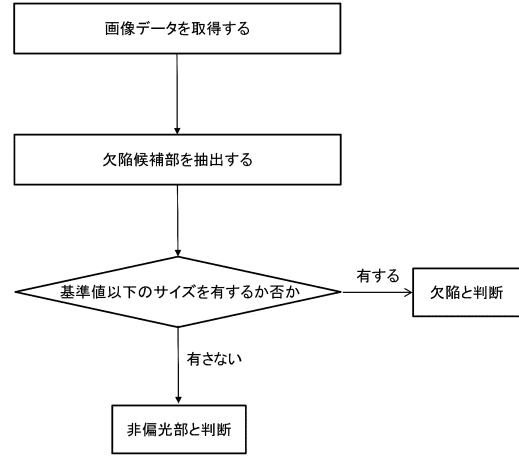 画像データを取得する
欠陥候補部を抽出する
基準値以下のサイズを有するか否か
有する
欠陥と判断
有さない
非偏光部と判断